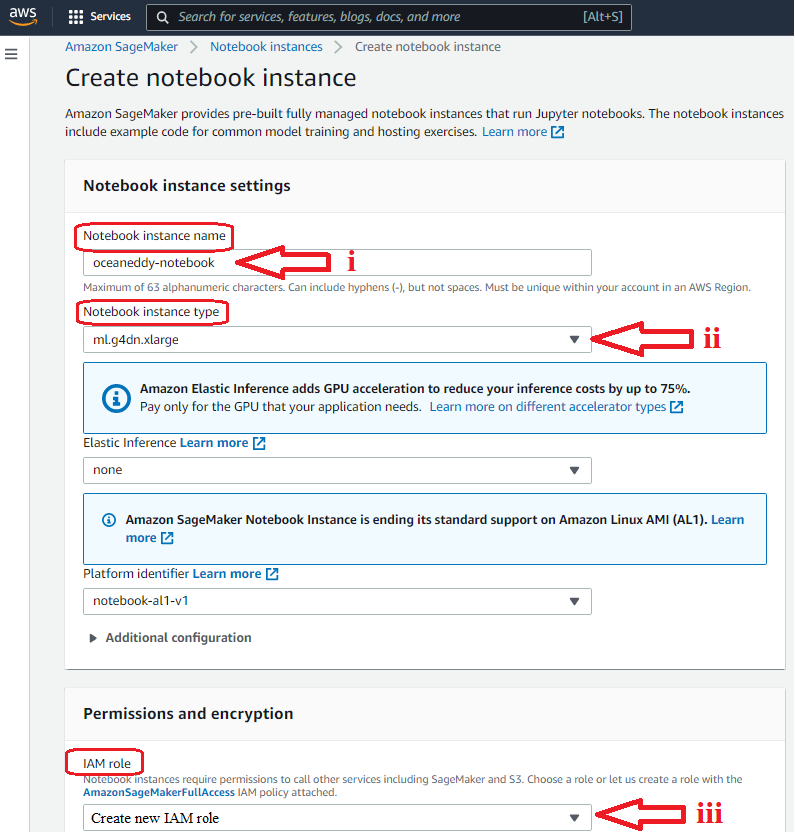 aws
Services
Search for services, features, blogs, docs, and more
[Alt+S]
Amazon SageMaker
Notebook instances
Create notebook instance
Create notebook instance
Amazon SageMaker provides pre-built fully managed notebook instances that run Jupyter notebooks. The notebook instances
include example code for common model training and hosting exercises. Learn more
Notebook instance settings
Notebook instance name
oceaneddy-notebook
i
Maximum of 63 alphanumeric characters. Can include hyphens (-), but not spaces. Must be unique within your account in an AWS Region.
Notebook instance type
ml.g4dn.xlarge
ii
Amazon Elastic Inference adds GPU acceleration to reduce your inference costs by up to 75%.
Pay only for the GPU that your application needs. Learn more on different accelerator types
Elastic Inference Learn more
none
Amazon SageMaker Notebook Instance is ending its standard support on Amazon Linux AMI (AL1). Learn
more
Platform identifier Learn more
notebook-al1-v1
Additional configuration
Permissions and encryption
IAM role
Notebook instances require permissions to call other services including SageMaker and S3. Choose a role or let us create a role with the
AmazonSageMakerFullAccess IAM policy attached.
Create new IAM role
iii